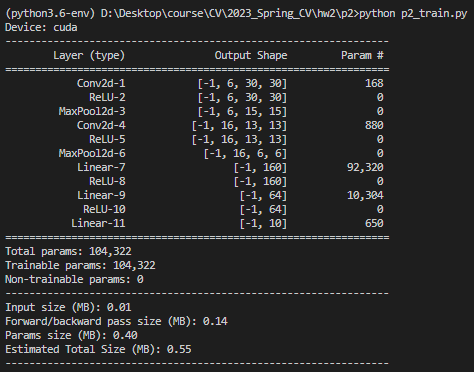 (python3.6-env) D:\Desktop\course\CV\2023_Spring_CV\hw2\p2>python p2_train.py
Device: cuda
----------------------------------------------------------------
        Layer (type)               Output Shape         Param #
================================================================
            Conv2d-1            [-1, 6, 30, 30]             168
              ReLU-2            [-1, 6, 30, 30]               0
         MaxPool2d-3            [-1, 6, 15, 15]               0
            Conv2d-4           [-1, 16, 13, 13]             880
              ReLU-5           [-1, 16, 13, 13]               0
         MaxPool2d-6             [-1, 16, 6, 6]               0
            Linear-7                  [-1, 160]          92,320
              ReLU-8                  [-1, 160]               0
            Linear-9                   [-1, 64]          10,304
             ReLU-10                   [-1, 64]               0
           Linear-11                   [-1, 10]             650
================================================================
Total params: 104,322
Trainable params: 104,322
Non-trainable params: 0
----------------------------------------------------------------
Input size (MB): 0.01
Forward/backward pass size (MB): 0.14
Params size (MB): 0.40
Estimated Total Size (MB): 0.55
----------------------------------------------------------------